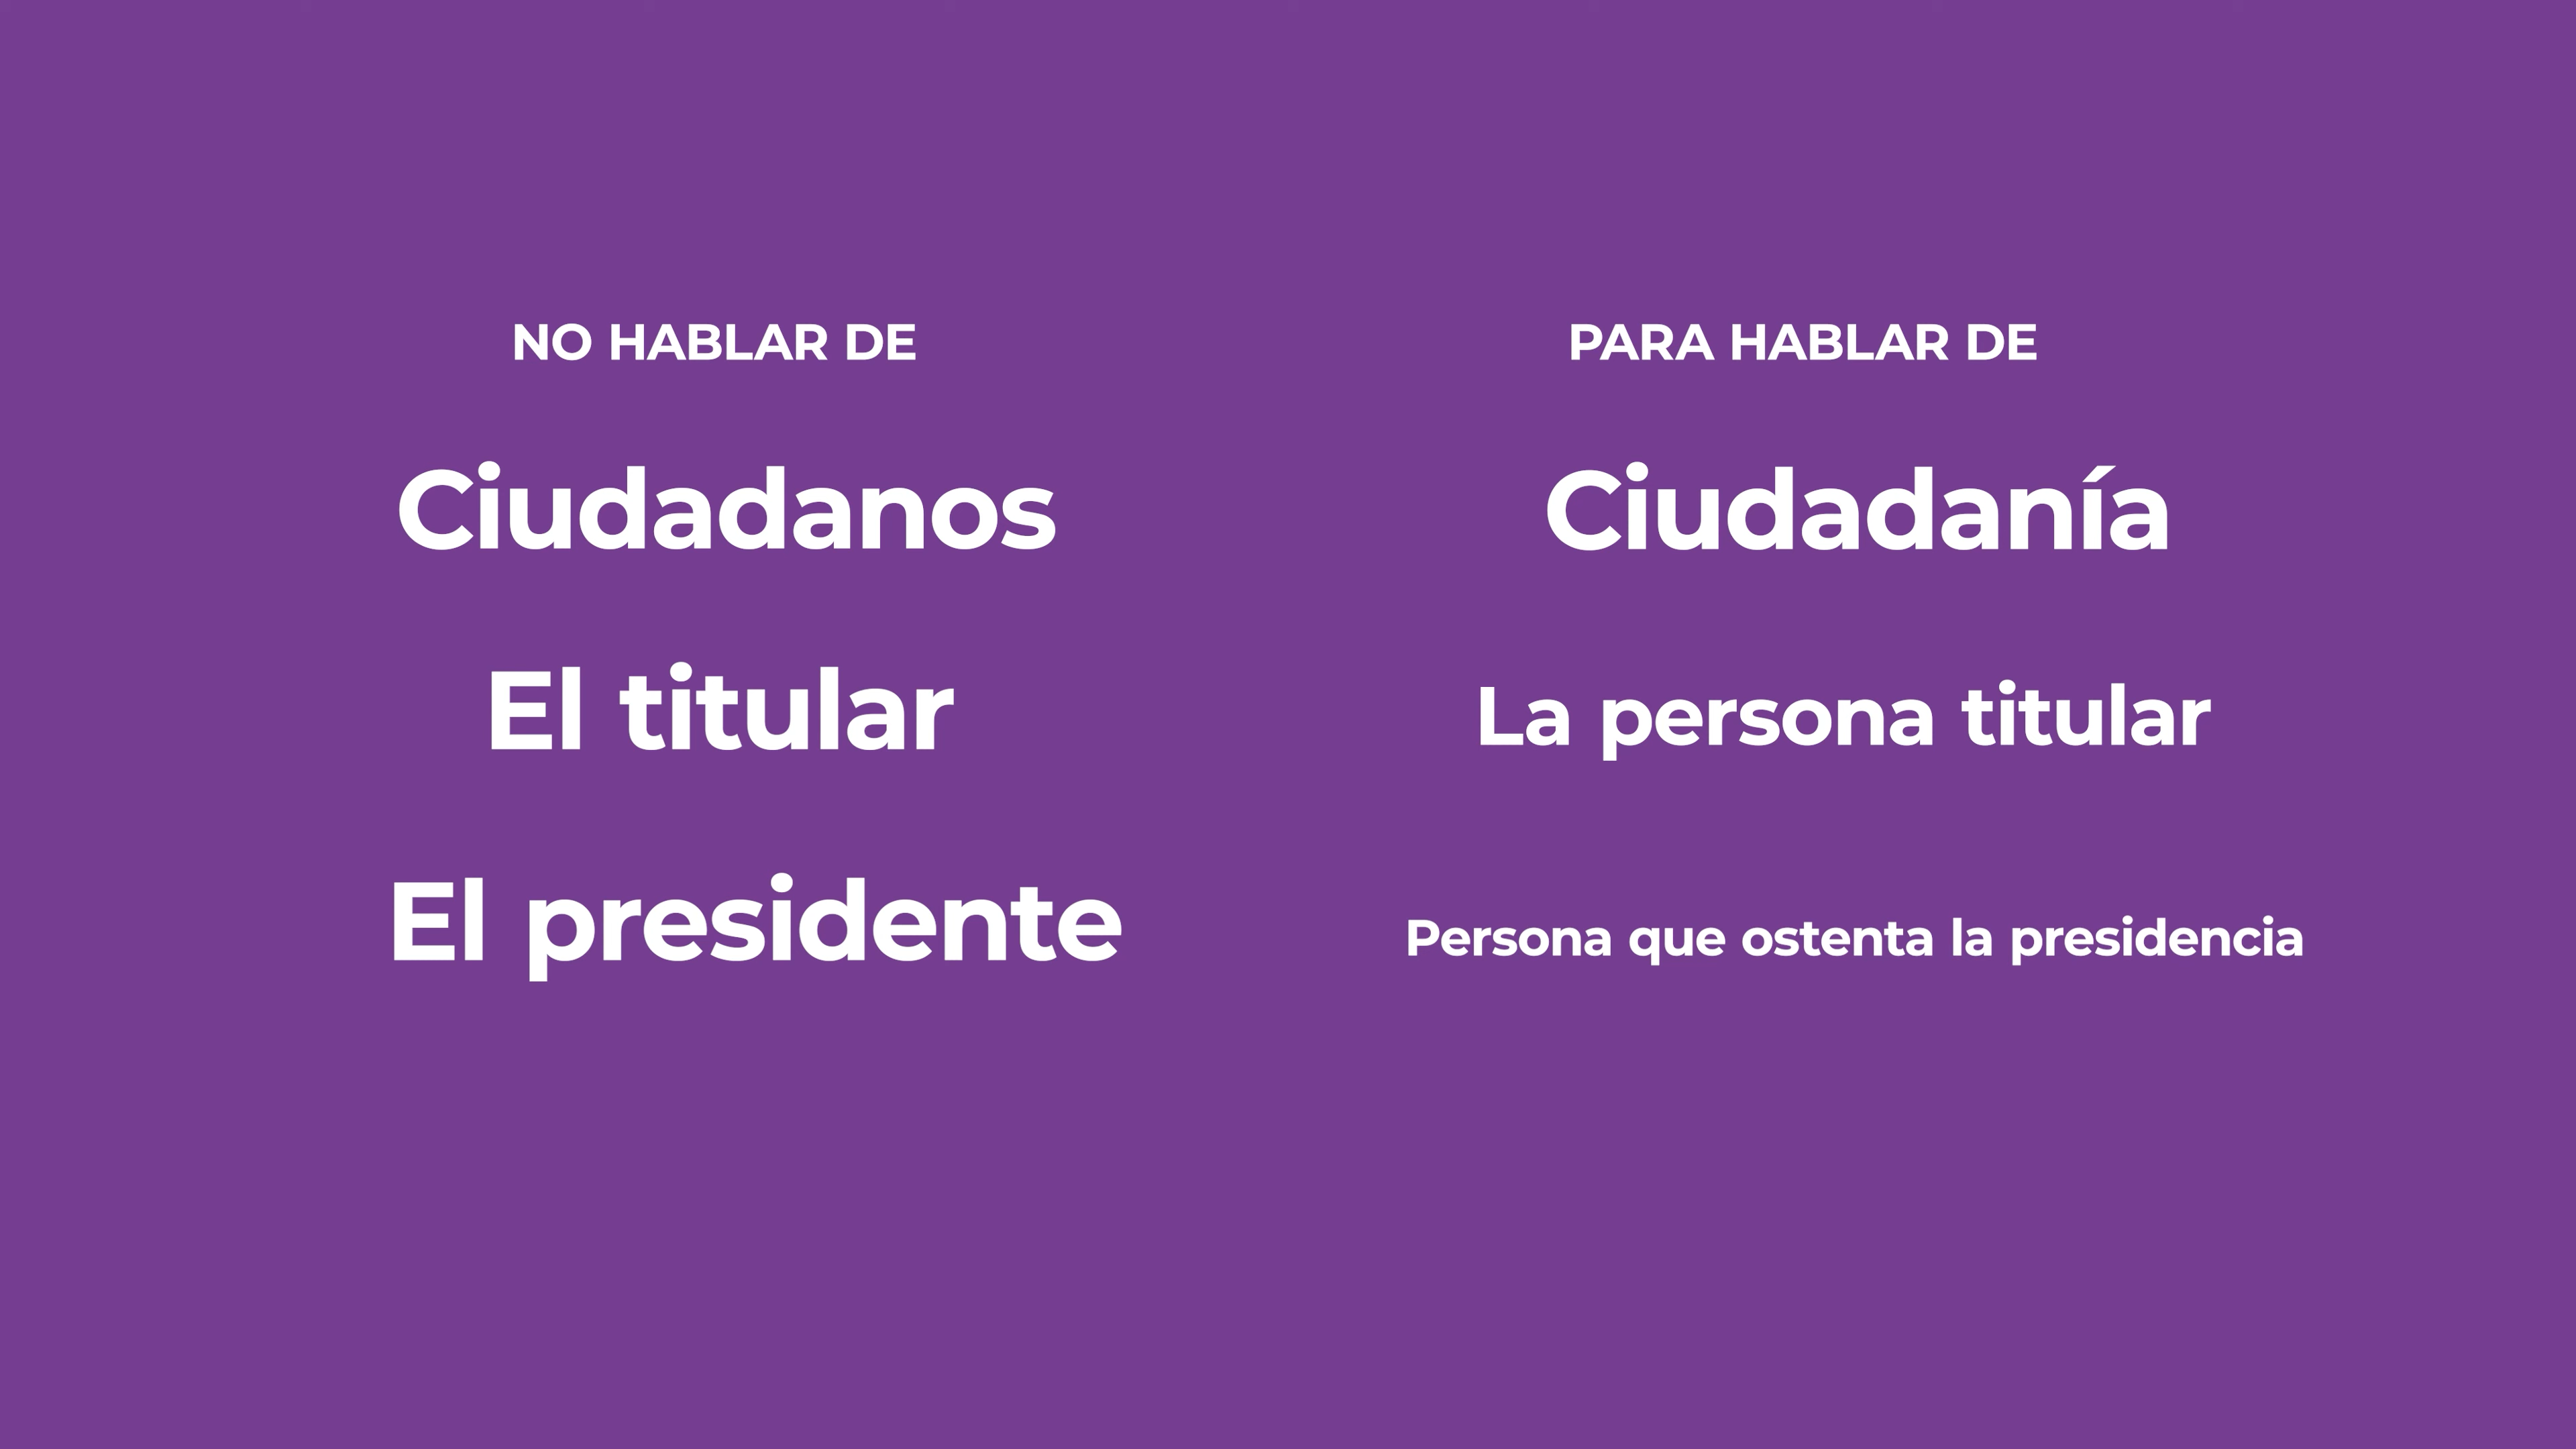 NO HABLAR DE
Ciudadanos
El titular
El presidente
PARA HABLAR DE
Ciudadanía
La persona titular
Persona que ostenta la presidencia